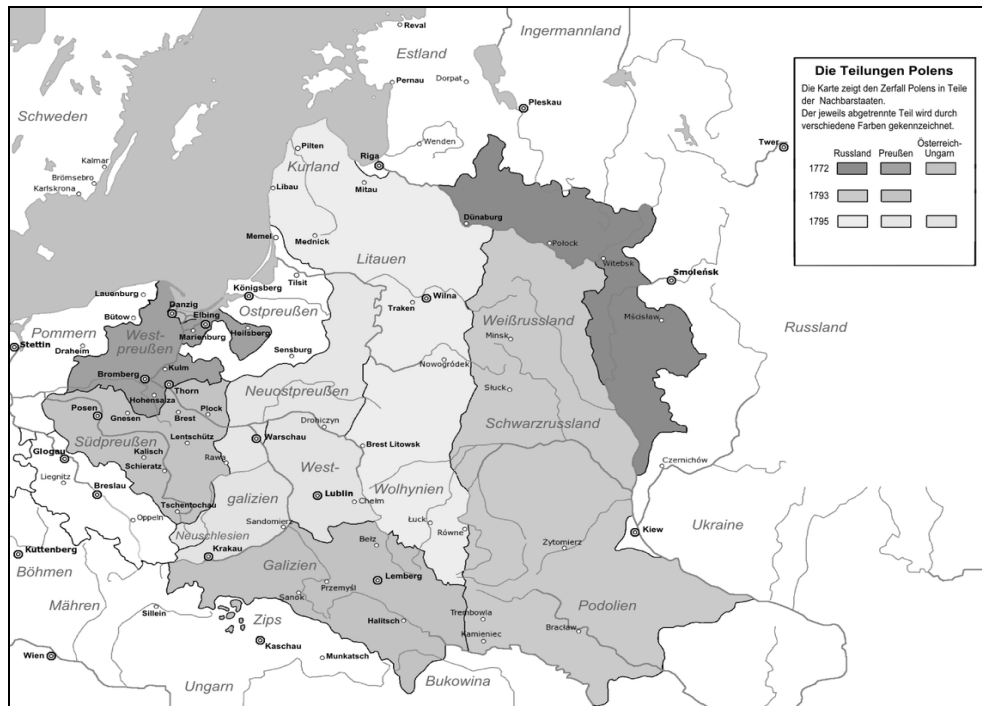 Reval
Estland
Ingermannland
Pernau
Dorpat
Pleskau
Schweden
Pilten
Wenden
Twer
Kalmar
Kurland
Riga
Brömsebro
Karlskrona
Libau
Mitau
Dünaburg
Memel
Mednick
Połock
Litauen
Witebsk
Smoleńsk
Tilsit
Königsberg
Lauenburg
Danzig
Wilna
Traken
Ostpreußen
Elbing
Bütow
Marienburg
Heilsberg
Weißrussland
Mścisław
Russland
Pommern
West-
preußen
Stettin
Draheim
Minsk
Sensburg
Nowogródek
Kulm
Bromberg
Thorn
Neuostpreußen
Słuck
Hohensalza
Posen
Gnesen
Brest
Plock
Drohiczyn
Schwarzrussland
Südpreußen
Lentschütz
Warschau
Brest Litowsk
Glogau
Kalisch
Schieratz
Rawa
West-
Czernichów
Liegnitz
Breslau
Lublin
Chełm
Wolhynien
Tschentochau
galizien
Oppeln
Sandomierz
Łuck
Równe
Ukraine
Neuschlesien
Kiew
Kuttenberg
Krakau
Bełz
Zytomierz
Böhmen
Galizien
Lemberg
Przemyśl
Sanok
Mähren
Sillein
Zips
Halitsch
Trembowla
Podolien
Bracław
Kaschau
Kamieniec
Wien
Munkatsch
Ungarn
Bukowina
Die Teilungen Polens
Die Karte zeigt den Zerfall Polens in Teile
der Nachbarstaaten.
Der jeweils abgetrennte Teil wird durch
verschiedene Farben gekennzeichnet.
Russland Preußen Österreich-
Ungarn
1772
1793
1795